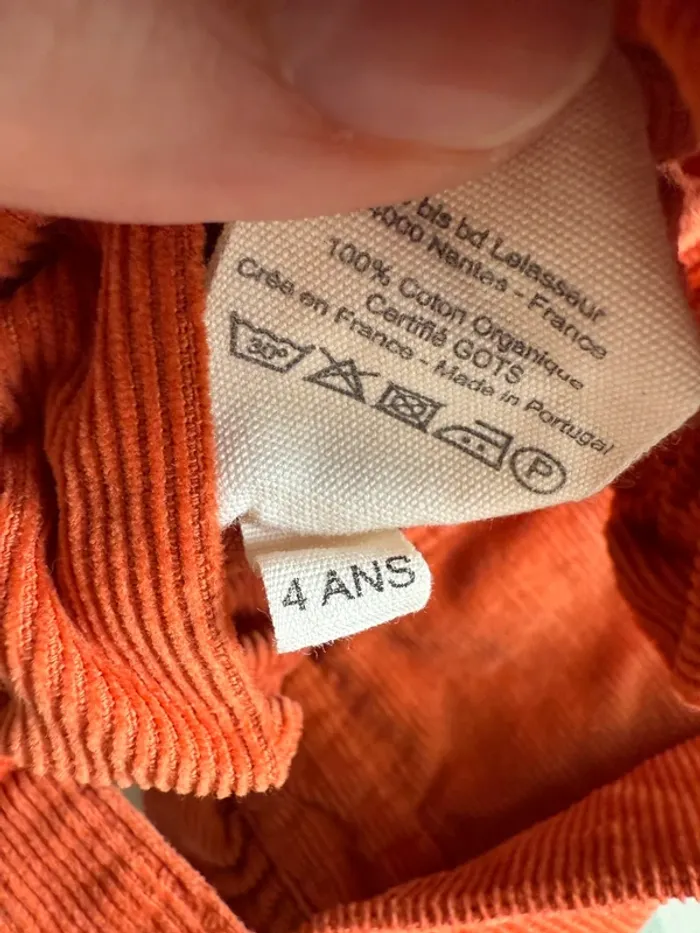 bis bd Lelasseur
4000 Nantes - France
100% Coton Organique
Certifié GOTS
Crée en France - Made in Portugal
30° P
4 ANS